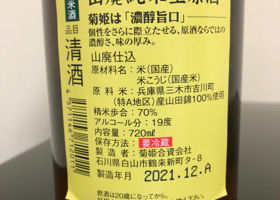 山廃純米生原酒
菊姫は「濃醇旨口」
個性をさらに際立たせる、原酒ならではの
濃醇さ、味の厚み。
山廃仕込
原材料名:米(国産)
米こうじ(国産米)
原料米:兵庫県三木市吉川町
(特A地区)産山田錦100%使用
精米歩合:70%
アルコール分:19度
内容量:720ml
保存方法:要冷蔵
製造者:菊姫合資会社
石川県白山市鶴来新町タ-8
製造年月 2021.12.A
飲酒は20歳になってから。
米酒
品目
清酒